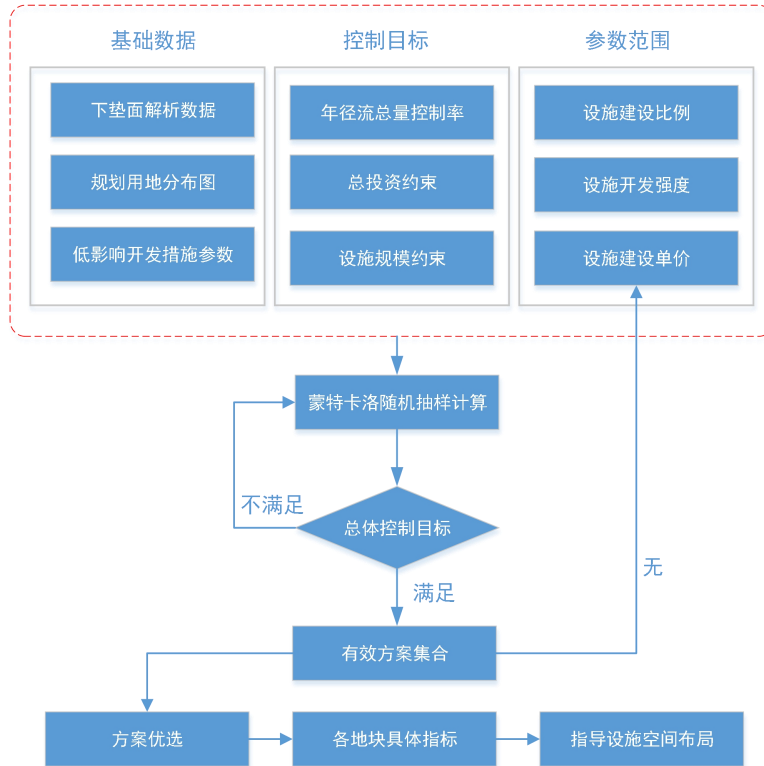 基础数据
控制目标
参数范围
下垫面解析数据
年径流总量控制率
设施建设比例
规划用地分布图
总投资约束
设施开发强度
低影响开发措施参数
设施规模约束
设施建设单价
蒙特卡洛随机抽样计算
不满足
总体控制目标
满足
无
有效方案集合
方案优选
各地块具体指标
指导设施空间布局